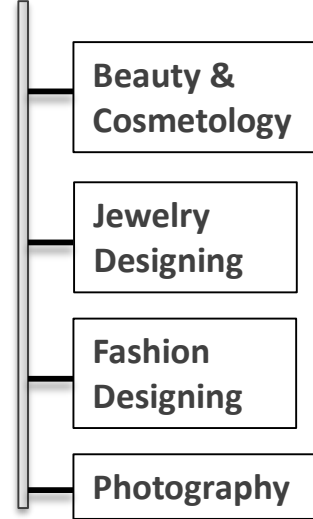 Beauty &
Cosmetology
Jewelry
Designing
Fashion
Designing
Photography